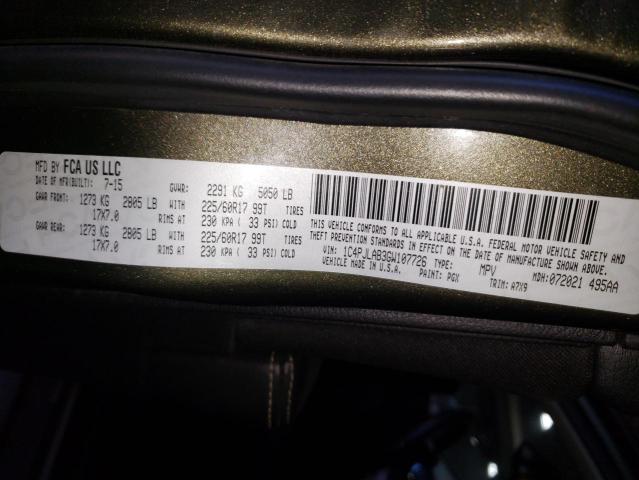 MFD BY FCA US LLC
DATE OF MFR(BUILT): 7-15 GVWR: 2291 KG 5050 LB
GAWR FRONT: 1273 KG 2805 LB WITH 225/60R17 99T TIRES
17X7.0 RIMS AT 230 KPA ( 33 PSI) COLD
GAWR REAR: 1273 KG 2805 LB WITH 225/60R17 99T TIRES
17X7.0 RIMS AT 230 KPA ( 33 PSI) COLD
THIS VEHICLE CONFORMS TO ALL APPLICABLE U.S.A. FEDERAL MOTOR VEHICLE SAFETY AND
THEFT PREVENTION STANDARDS IN EFFECT ON THE DATE OF MANUFACTURE SHOWN ABOVE.
VIN: 1C4PJLAB3GW107726 TYPE: MPV MDH:072021 495AA
VEHICLE MADE IN U.S.A. PAINT: PGX TRIM: A7X9